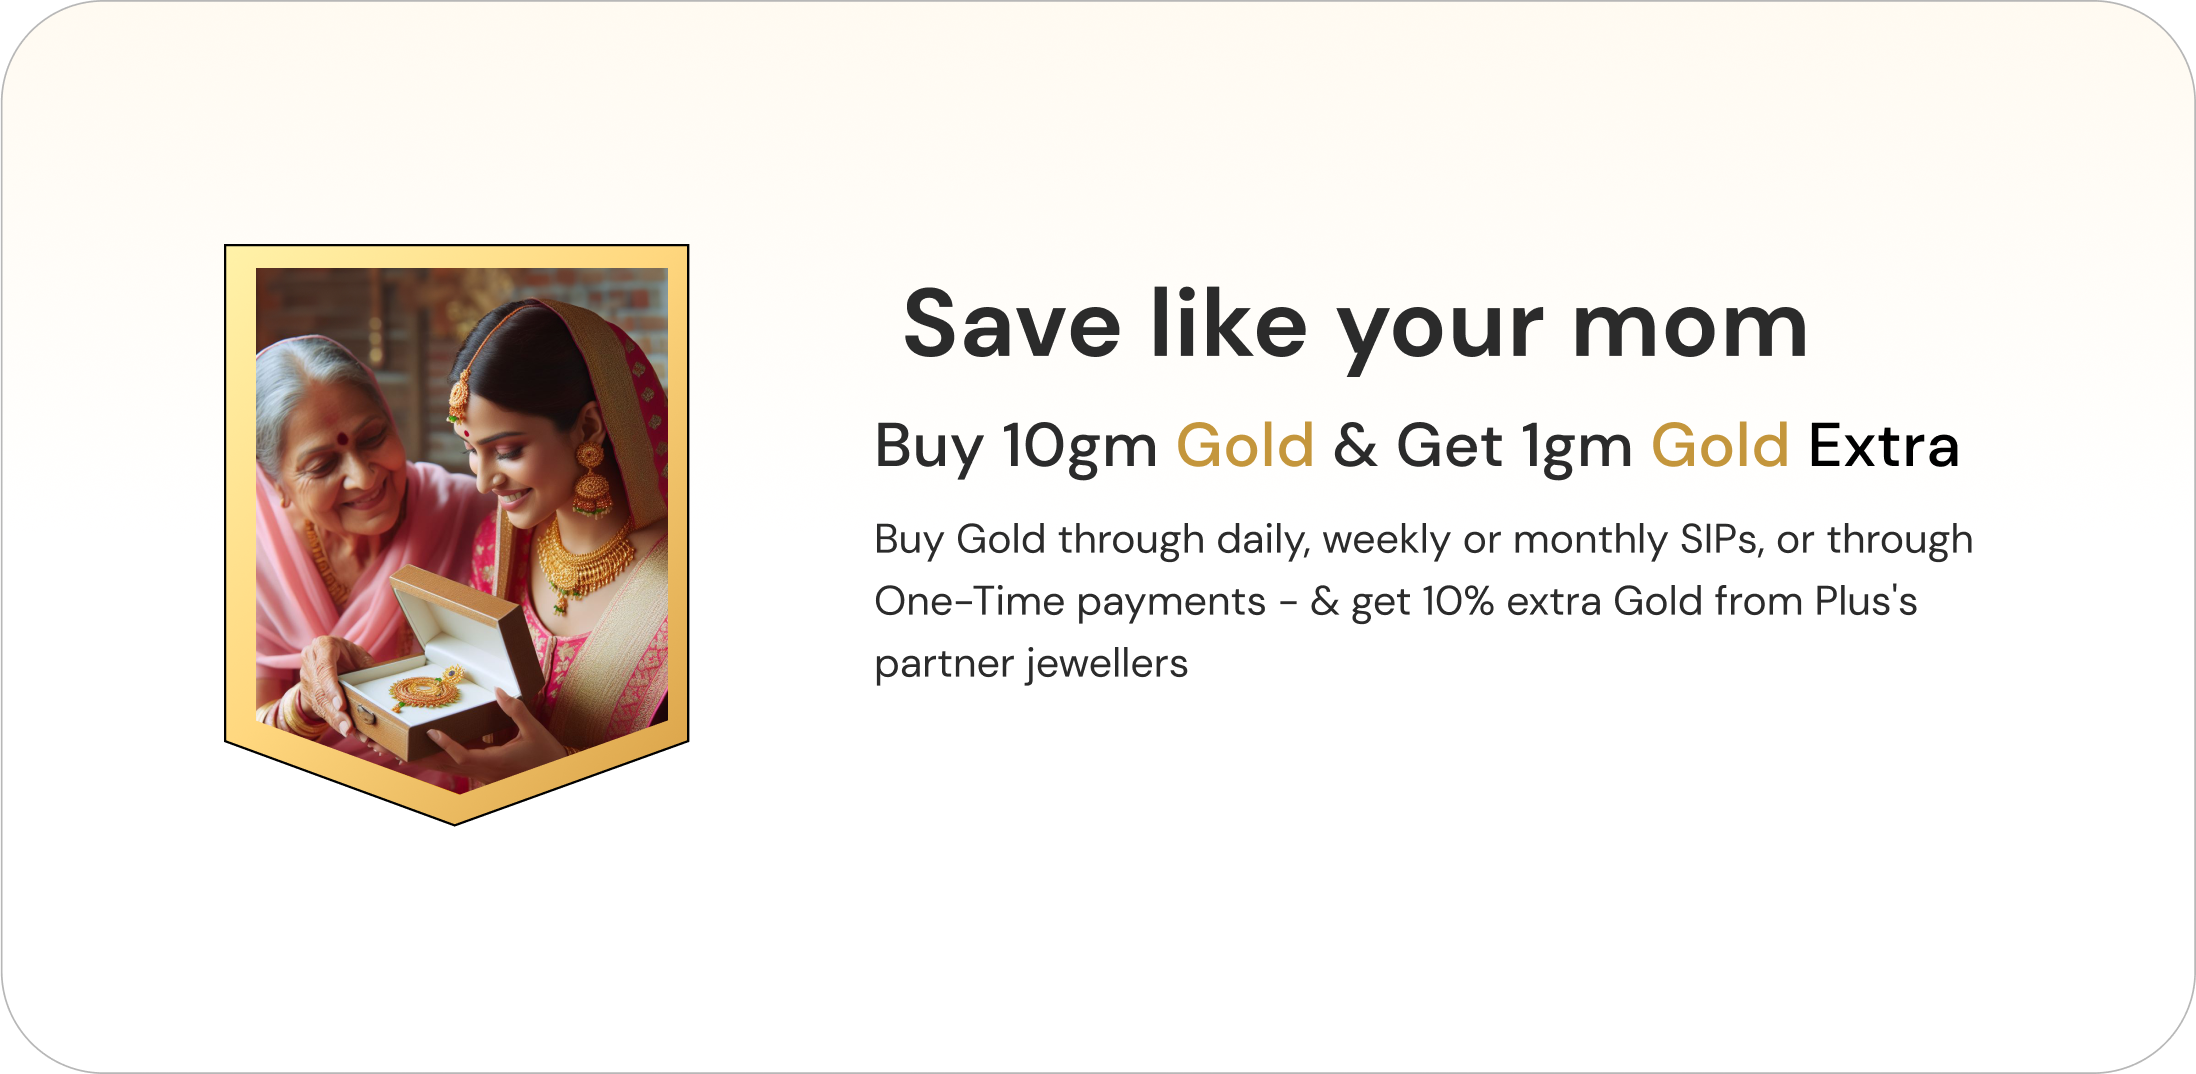 Save like your mom
Buy 10gm Gold & Get 1gm Gold Extra
Buy Gold through daily, weekly or monthly SIPs, or through
One-Time payments - & get 10% extra Gold from Plus's
partner jewellers